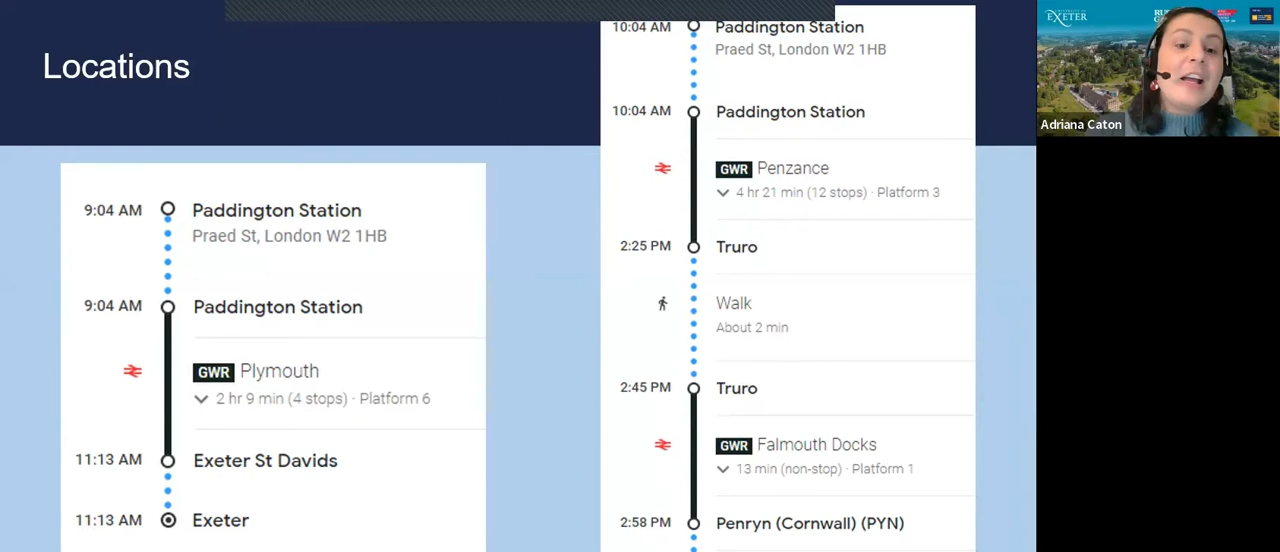 Locations
9:04 AM
Paddington Station
Praed St, London W2 1HB
9:04 AM
Paddington Station
GWR Plymouth
2 hr 9 min (4 stops) · Platform 6
11:13 AM
Exeter St Davids
11:13 AM
Exeter
10:04 AM
Paddington Station
Praed St, London W2 1HB
10:04 AM
Paddington Station
GWR Penzance
4 hr 21 min (12 stops) · Platform 3
2:25 PM
Truro
Walk
About 2 min
2:45 PM
Truro
GWR Falmouth Docks
13 min (non-stop) · Platform 1
2:58 PM
Penryn (Cornwall) (PYN)
EXETER
Adriana Caton